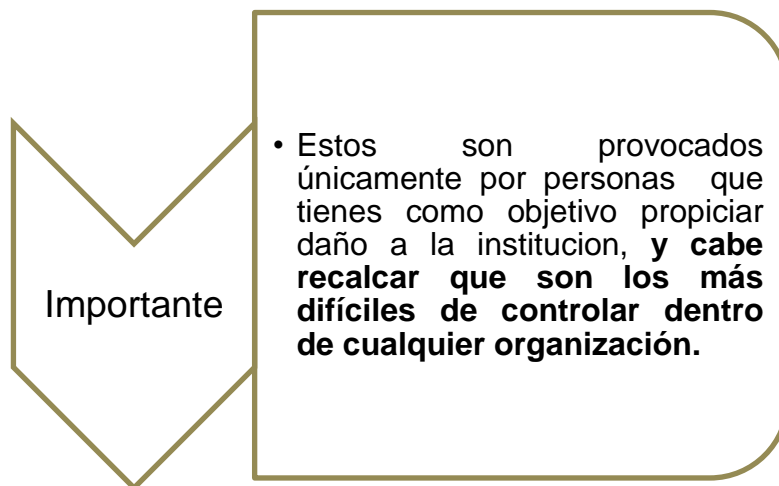 Importante
• Estos son provocados
únicamente por personas que
tienes como objetivo propiciar
daño a la institucion, y cabe
recalcar que son los más
difíciles de controlar dentro
de cualquier organización.